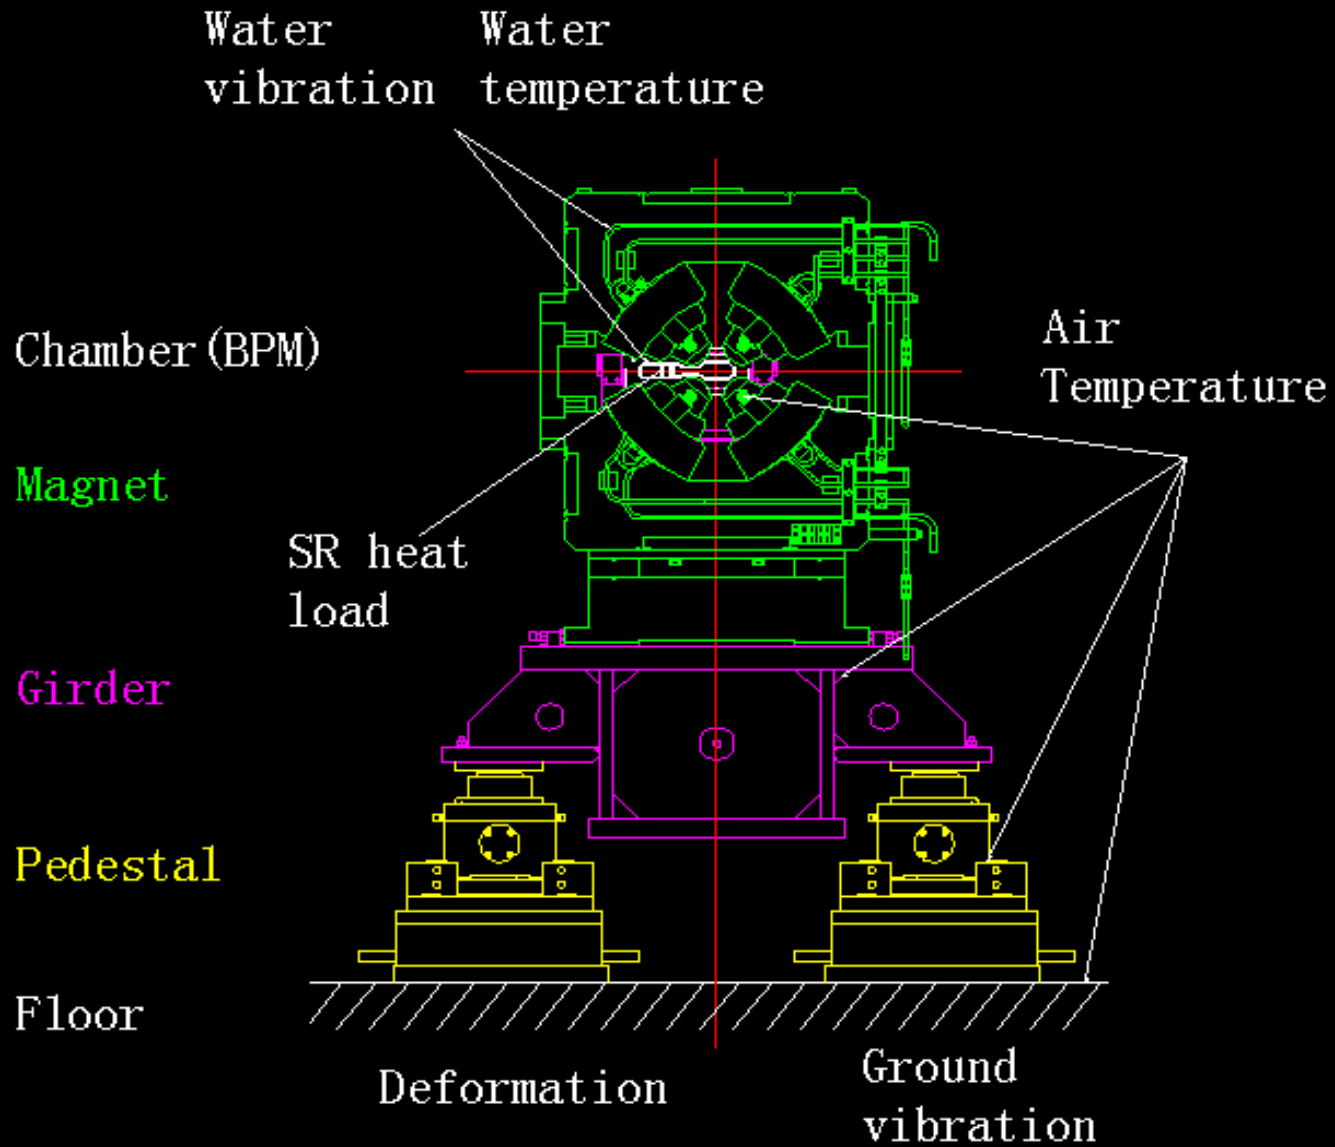 Water vibration
Water temperature
Chamber(BPM)
Air Temperature
Magnet
SR heat load
Girder
Pedestal
Floor
Deformation
Ground vibration